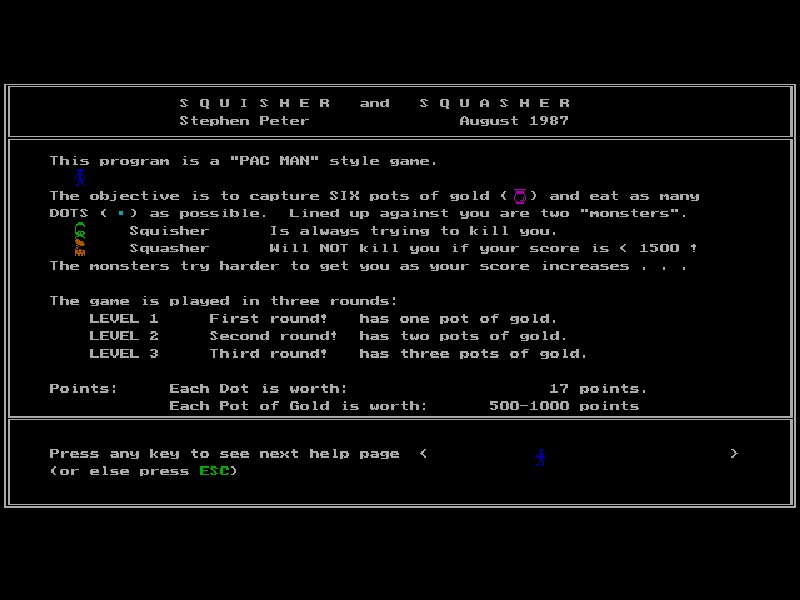 S Q U I S H E R   and   S Q U A S H E R
Stephen Peter               August 1987
This program is a "PAC MAN" style game.
The objective is to capture SIX pots of gold ( ) and eat as many
DOTS ( ) as possible.  Lined up against you are two "monsters".
Squisher      Is always trying to kill you.
Squasher      Will NOT kill you if your score is < 1500 !
The monsters try harder to get you as your score increases . . .
The game is played in three rounds:
LEVEL 1     First round!   has one pot of gold.
LEVEL 2     Second round!  has two pots of gold.
LEVEL 3     Third round!   has three pots of gold.
Points:     Each Dot is worth:                    17 points.
Each Pot of Gold is worth:      500-1000 points
Press any key to see next help page  <                              >
(or else press ESC)